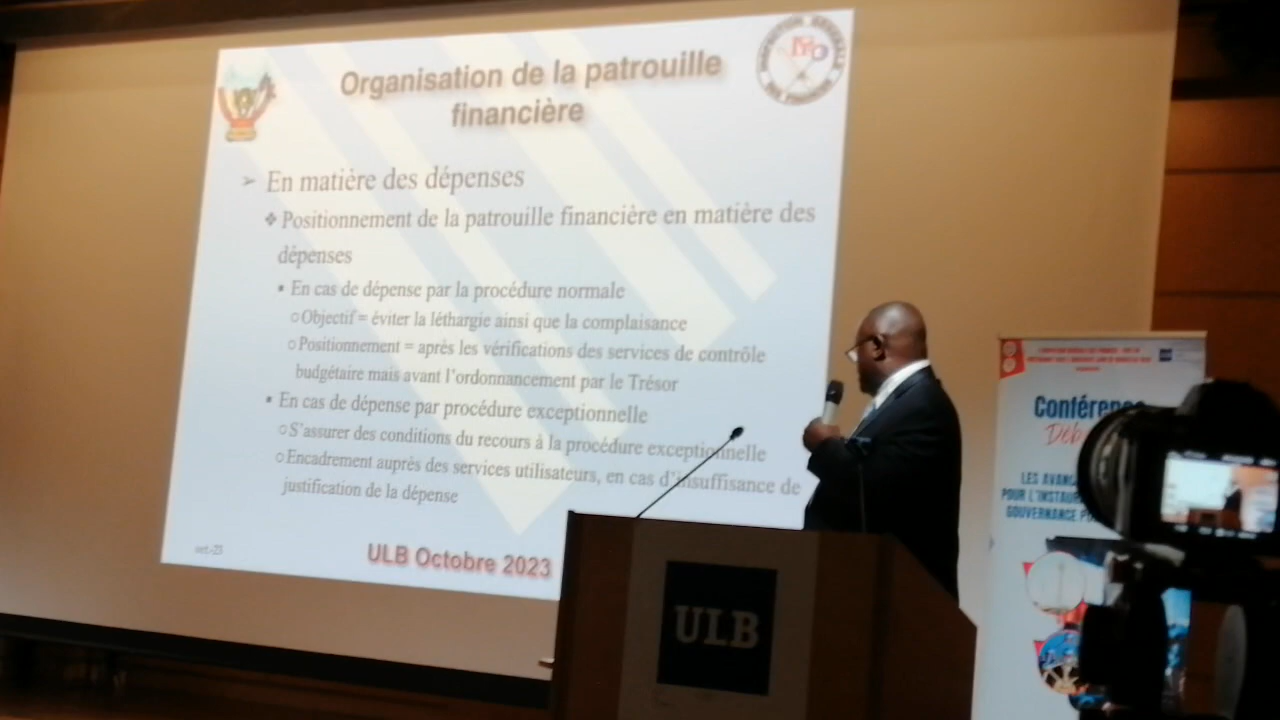 Organisation de la patrouille
financière
➢ En matière des dépenses
❖ Positionnement de la patrouille financière en matière des
dépenses
▪ En cas de dépense par la procédure normale
○ Objectif = éviter la léthargie ainsi que la complaisance
○ Positionnement = après les vérifications des services de contrôle
budgétaire mais avant l'ordonnancement par le Trésor
▪ En cas de dépense par procédure exceptionnelle
○ S'assurer des conditions du recours à la procédure exceptionnelle
○ Encadrement auprès des services utilisateurs, en cas d'insuffisance de
justification de la dépense
oct.-23
ULB Octobre 2023
ULB
Conférence
LES
POUR
GOUVERNANCE